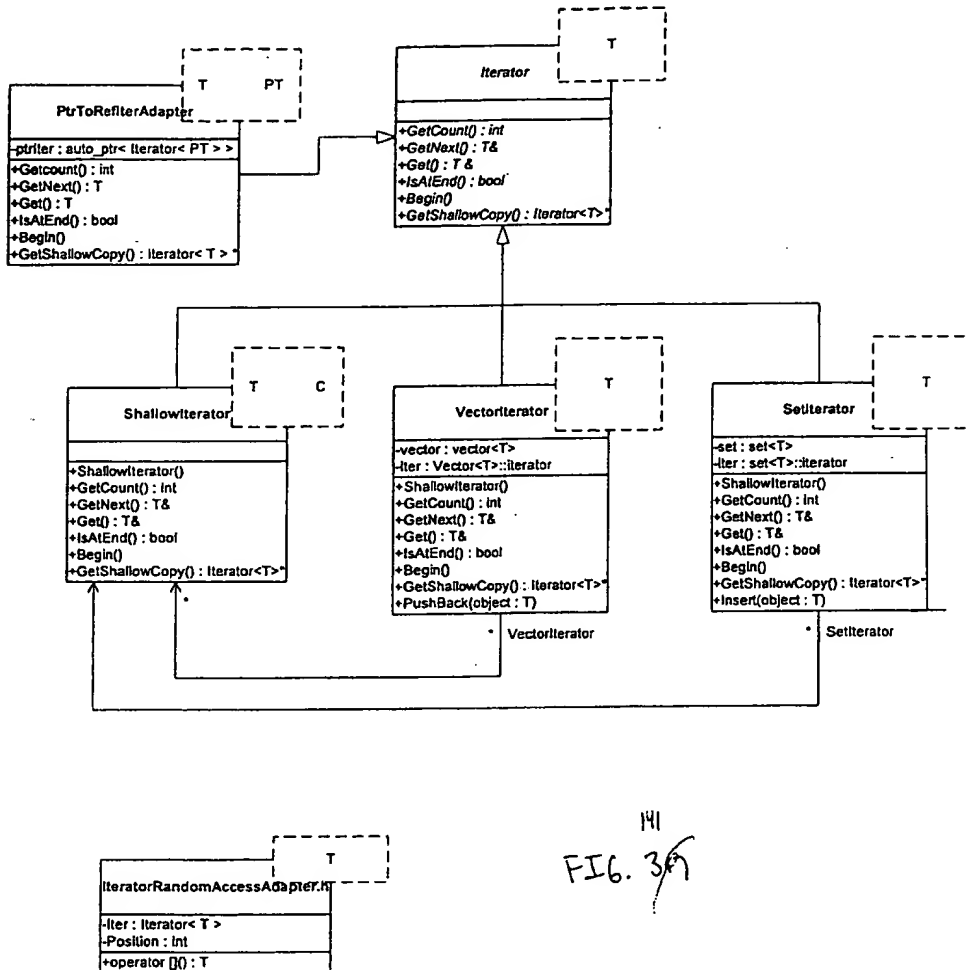 T PT
PtrToRefIterAdapter
-ptrIter : auto_ptr< Iterator< PT > >
+Getcount() : int
+GetNext() : T
+Get() : T
+IsAtEnd() : bool
+Begin()
+GetShallowCopy() : Iterator< T > *
T
Iterator
+GetCount() : int
+GetNext() : T&
+Get() : T &
+IsAtEnd() : bool
+Begin()
+GetShallowCopy() : Iterator<T>*
T C
ShallowIterator
+ShallowIterator()
+GetCount() : int
+GetNext() : T&
+Get() : T&
+IsAtEnd() : bool
+Begin()
+GetShallowCopy() : Iterator<T>*
*
T
VectorIterator
-vector : vector<T>
-iter : Vector<T>::iterator
+ShallowIterator()
+GetCount() : int
+GetNext() : T&
+Get() : T&
+IsAtEnd() : bool
+Begin()
+GetShallowCopy() : Iterator<T>*
+PushBack(object : T)
* VectorIterator
T
SetIterator
-set : set<T>
-iter : set<T>::iterator
+ShallowIterator()
+GetCount() : int
+GetNext() : T&
+Get() : T&
+IsAtEnd() : bool
+Begin()
+GetShallowCopy() : Iterator<T>*
+Insert(object : T)
* SetIterator
T
IteratorRandomAccessAdapter.h
-Iter : Iterator< T >
-Position : int
+operator []() : T
141
FIG.